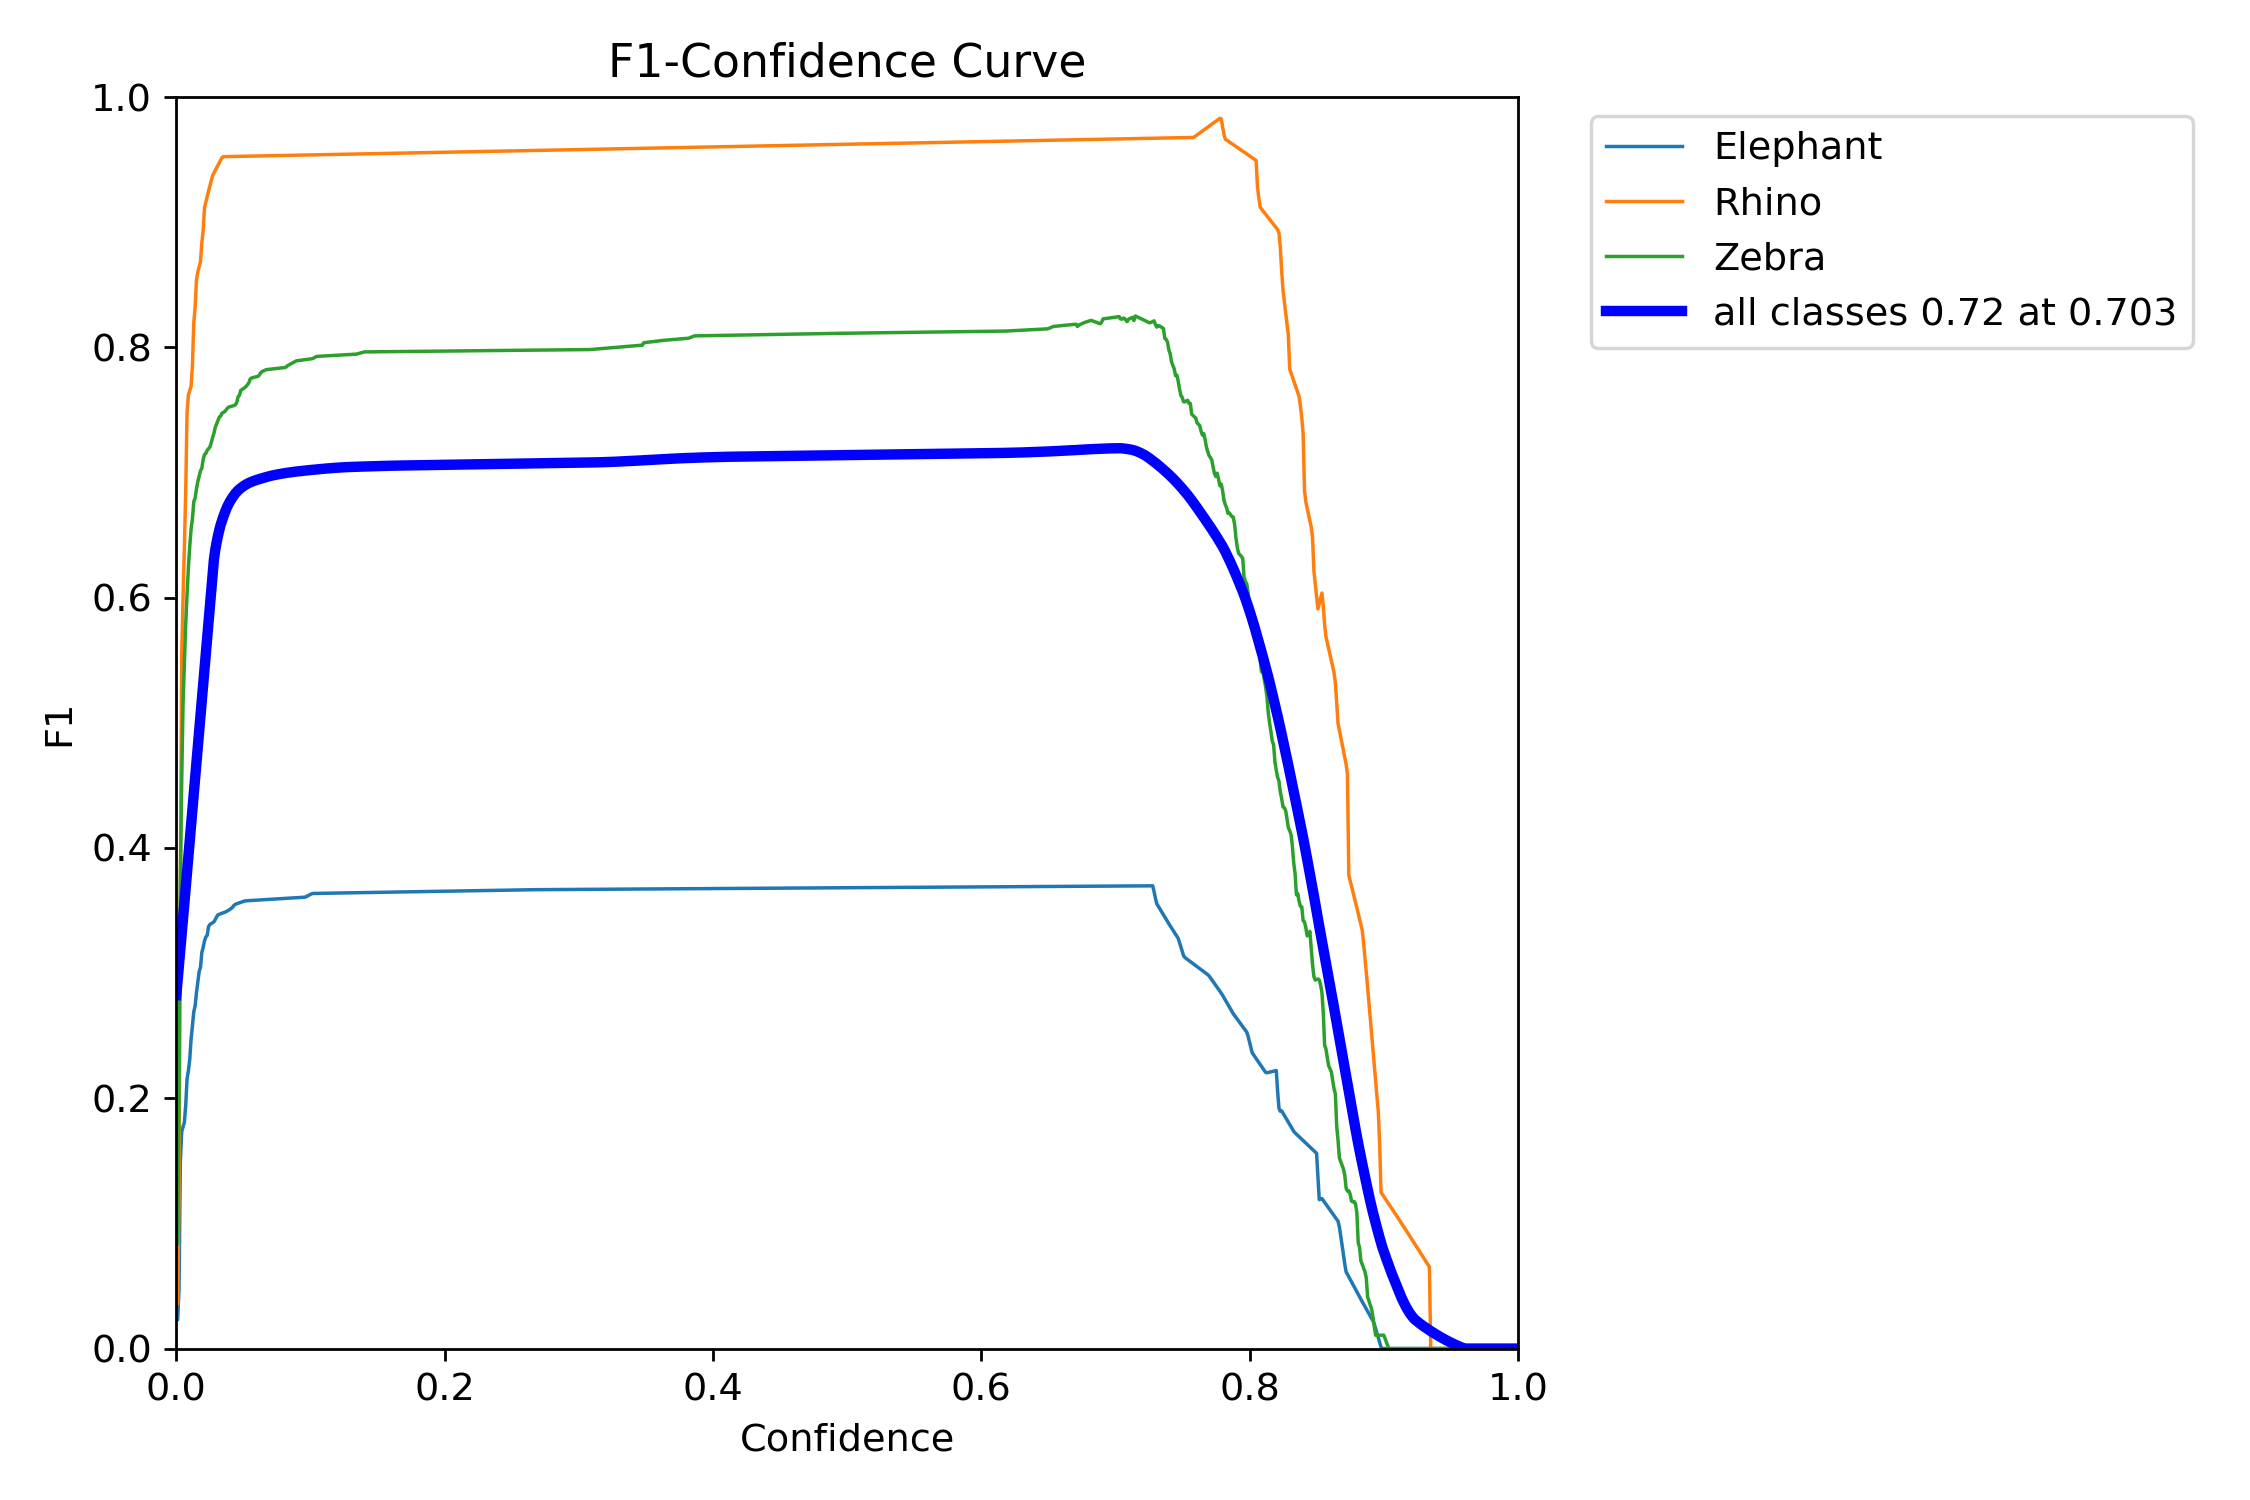 F1-Confidence Curve
1.0
0.8
0.6
0.4
0.2
0.0
F1
0.0 0.2 0.4 0.6 0.8 1.0
Confidence
Elephant
Rhino
Zebra
all classes 0.72 at 0.703